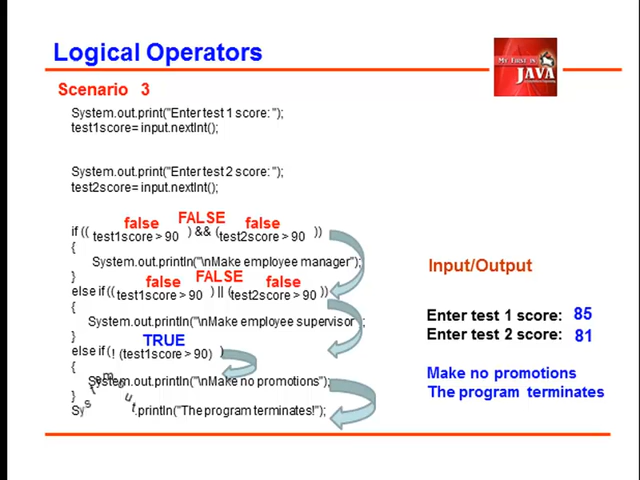 Logical Operators
MY FIRST IN
JAVA
Scenario 3
System.out.print("Enter test 1 score: ");
test1score= input.nextInt();
System.out.print("Enter test 2 score: ");
test2score= input.nextInt();
false FALSE false
if (( test1score > 90 ) && (test2score > 90 ))
{
System.out.println("\nMake employee manager");
}
false FALSE false
else if ((test1score > 90 ) || (test2score > 90 ))
{
System.out.println("\nMake employee supervisor ;
}
TRUE
else if (! (test1score > 90) )
{
System.out.println("\nMake no promotions");
}
System.out.println("The program terminates!");
Input/Output
Enter test 1 score: 85
Enter test 2 score: 81
Make no promotions
The program terminates